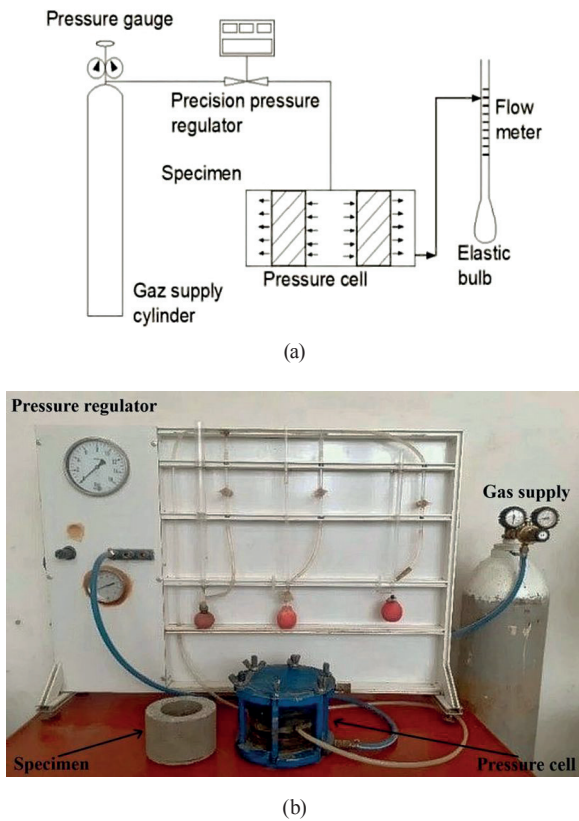 Pressure gauge
Precision pressure
regulator
Flow
meter
Specimen
Pressure cell
Elastic
bulb
Gaz supply
cylinder
(a)
Pressure regulator
Gas supply
Specimen
Pressure cell
(b)